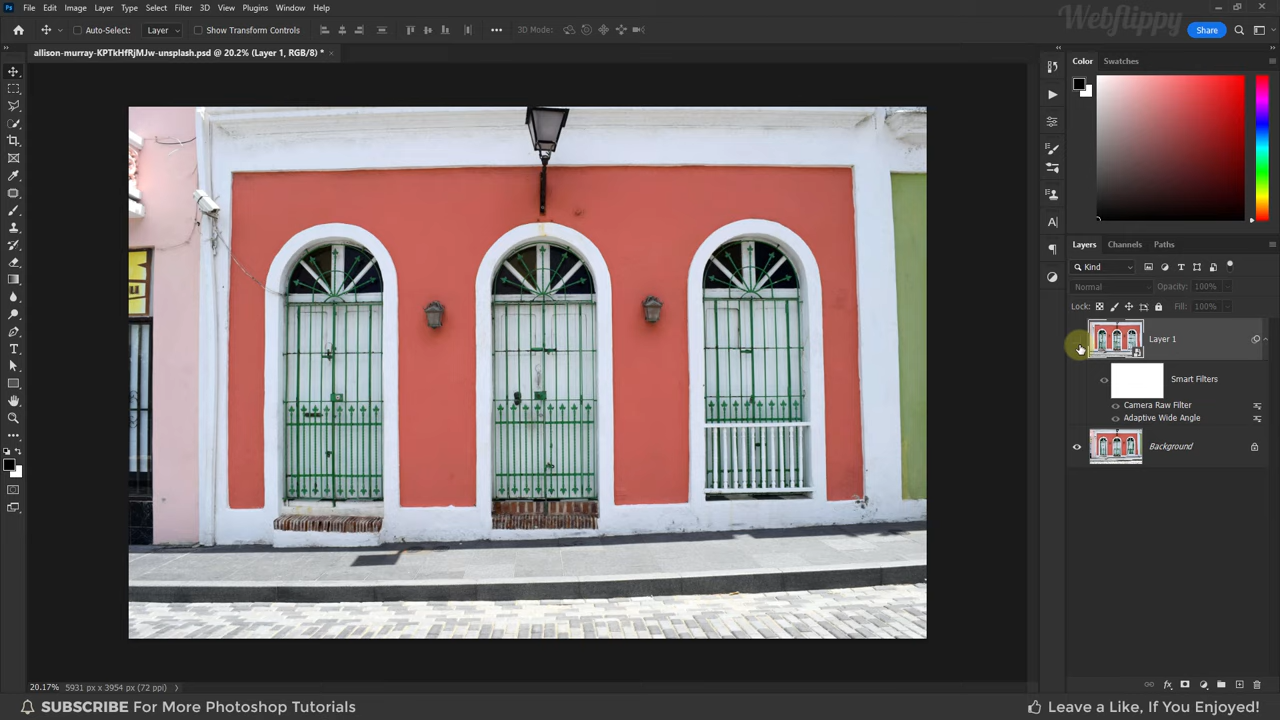 Ps File Edit Image Layer Type Select Filter 3D View Plugins Window Help
Webflippy
Auto-Select: Layer Show Transform Controls 3D Mode: Share
allison-murray-KPTkHfRjMJw-unsplash.psd @ 20.2% (Layer 1, RGB/8) *
Color Swatches
Layers Channels Paths
Kind
Normal Opacity: 100%
Lock: Fill: 100%
Layer 1
Smart Filters
Camera Raw Filter
Adaptive Wide Angle
Background
20.17% 5931 px x 3954 px (72 ppi)
SUBSCRIBE For More Photoshop Tutorials
Leave a Like, If You Enjoyed!